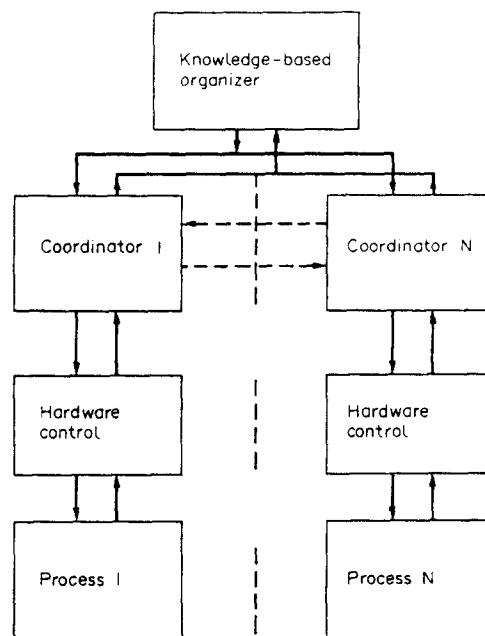 Knowledge-based
organizer
Coordinator I
Coordinator N
Hardware
control
Hardware
control
Process I
Process N